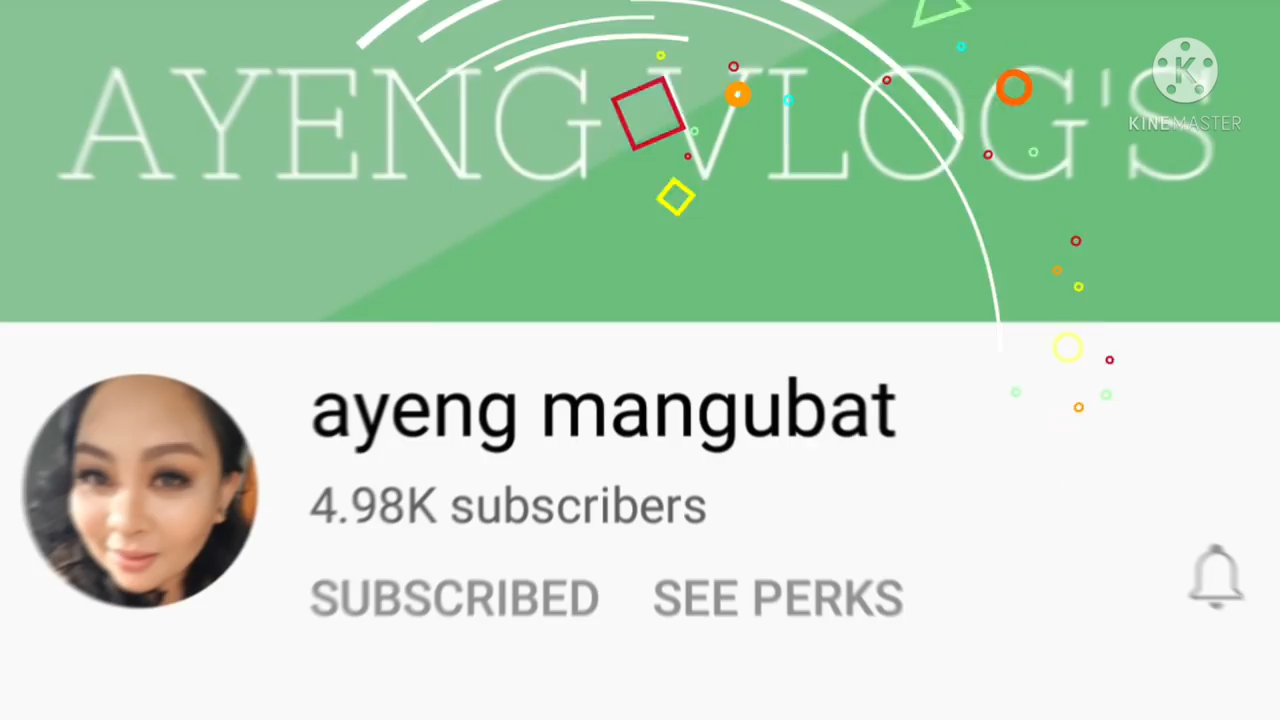 AYENG VLOG'S
KINEMASTER
ayeng mangubat
4.98K subscribers
SUBSCRIBED SEE PERKS